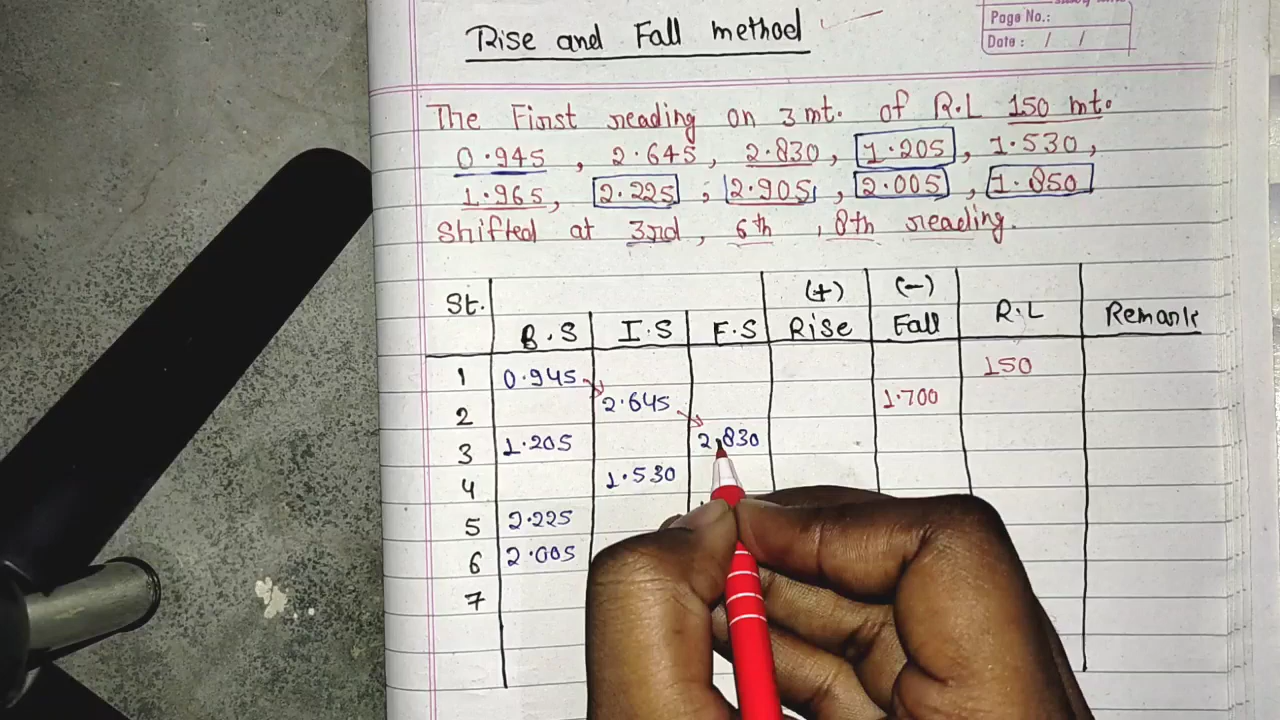 Page No.:
Date : / /
Rise and Fall method
The First reading on 3 mt. of R.L 150 mt.
0.945, 2.645, 2.830, 1.205, 1.530,
1.965, 2.225, 2.905, 2.005, 1.850
Shifted at 3rd, 6th, 8th reading.
St. B.S I.S F.S (+) Rise (-) Fall R.L Remark
1 0.945 150
2 2.645 1.700
3 1.205 2.830
4 1.530
5 2.225
6 2.005
7